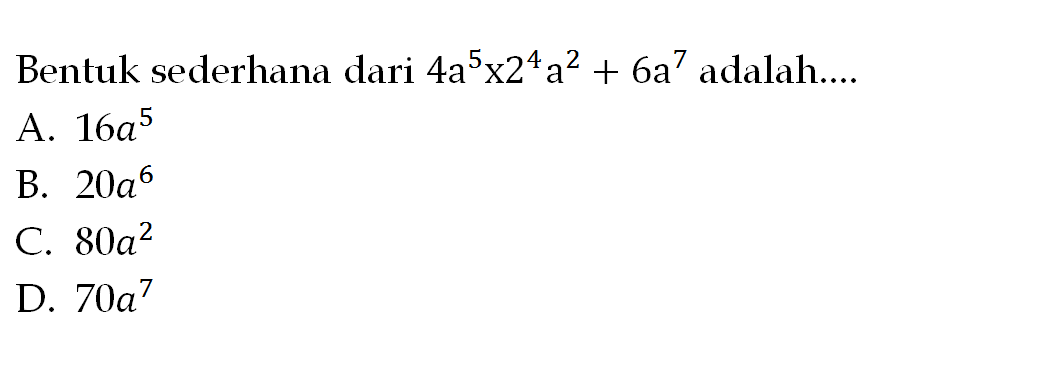 Bentuk sederhana dari 4a⁵x2⁴a² + 6a⁷ adalah....
A. 16a⁵
B. 20a⁶
C. 80a²
D. 70a⁷